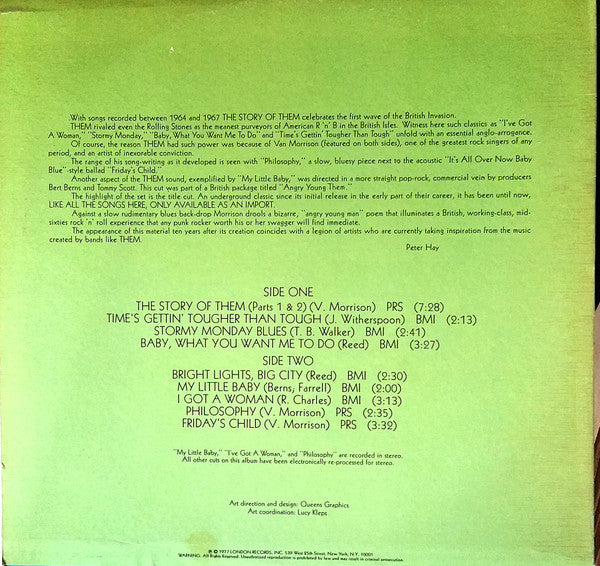 With songs recorded between 1964 and 1967 THE STORY OF THEM celebrates the first wave of the British Invasion.
THEM rivaled even the Rolling Stones as the meanest purveyors of American R 'n' B in the British Isles. Witness here such classics as "I've Got
A Woman," "Stormy Monday," "Baby, What You Want Me To Do" and "Time's Gettin' Tougher Than Tough" unfold with an essential anglo-arrogance.
Of course, the reason THEM had such power was because of Van Morrison (featured on both sides), one of the greatest rock singers of any
period, and an artist of inexorable conviction.
The range of his song-writing as it developed is seen with "Philosophy," a slow, bluesy piece next to the acoustic "It's All Over Now Baby
Blue"-style ballad "Friday's Child."
Another aspect of the THEM sound, exemplified by "My Little Baby," was directed in a more straight pop-rock, commercial vein by producers
Bert Berns and Tommy Scott. This cut was part of a British package titled "Angry Young Them."
The highlight of the set is the title cut. An underground classic since its initial release in the early part of their career, it has been until now,
LIKE ALL THE SONGS HERE, ONLY AVAILABLE AS AN IMPORT.
Against a slow rudimentary blues back-drop Morrison drools a bizarre, "angry young man" poem that illuminates a British, working-class, mid-
sixties rock 'n' roll experience that any punk rocker worth his or her swagger will find immediate.
The appearance of this material ten years after its creation coincides with a legion of artists who are currently taking inspiration from the music
created by bands like THEM.
Peter Hay
SIDE ONE
THE STORY OF THEM (Parts 1 & 2) (V. Morrison) PRS (7:28)
TIME'S GETTIN' TOUGHER THAN TOUGH (J. Witherspoon) BMI (2:13)
STORMY MONDAY BLUES (T. B. Walker) BMI (2:41)
BABY, WHAT YOU WANT ME TO DO (Reed) BMI (3:27)
SIDE TWO
BRIGHT LIGHTS, BIG CITY (Reed) BMI (2:30)
MY LITTLE BABY (Berns, Farrell) BMI (2:00)
I GOT A WOMAN (R. Charles) BMI (3:13)
PHILOSOPHY (V. Morrison) PRS (2:35)
FRIDAY'S CHILD (V. Morrison) PRS (3:32)
"My Little Baby," "I've Got A Woman," and "Philosophy" are recorded in stereo.
All other cuts on this album have been electronically re-processed for stereo.
Art direction and design: Queens Graphics
Art coordination: Lucy Kleps
℗ © 1977 LONDON RECORDS, INC. 539 West 25th Street, New York, N.Y. 10001
WARNING: All Rights Reserved. Unauthorized reproduction is prohibited by law and may result in criminal prosecution.